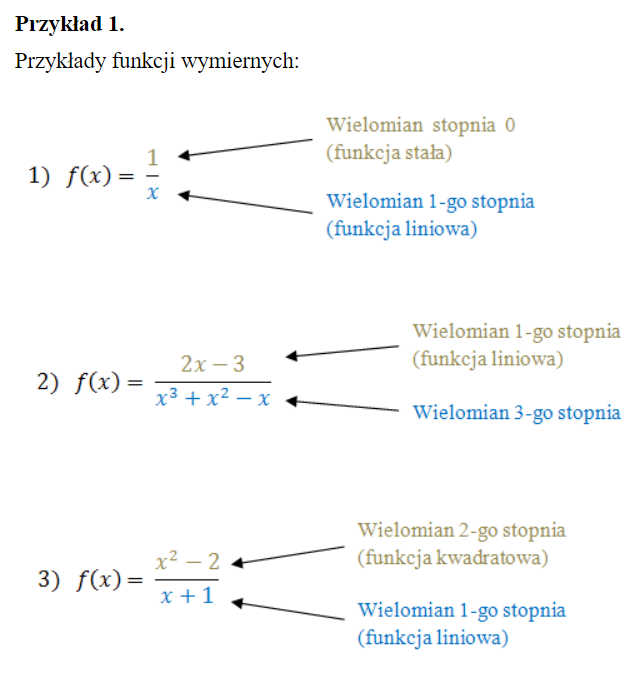 Przykład 1.
Przykłady funkcji wymiernych:
Wielomian stopnia 0
(funkcja stała)
1) f(x) = 1/x
Wielomian 1-go stopnia
(funkcja liniowa)
Wielomian 1-go stopnia
(funkcja liniowa)
2) f(x) = (2x − 3)/(x³ + x² − x)
Wielomian 3-go stopnia
Wielomian 2-go stopnia
(funkcja kwadratowa)
3) f(x) = (x² − 2)/(x + 1)
Wielomian 1-go stopnia
(funkcja liniowa)